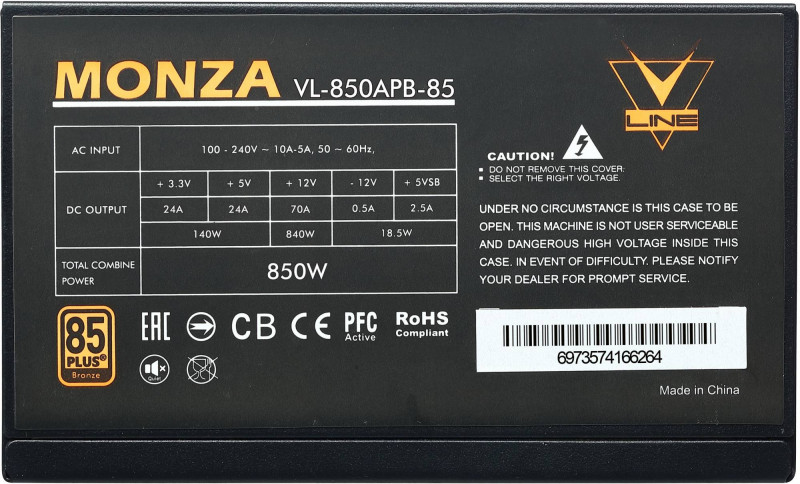 MONZA VL-850APB-85
V LINE
AC INPUT 100 - 240V ~ 10A-5A, 50 ~ 60Hz,
DC OUTPUT + 3.3V + 5V + 12V - 12V + 5VSB
24A 24A 70A 0.5A 2.5A
140W 840W 18.5W
TOTAL COMBINE POWER 850W
CAUTION!
DO NOT REMOVE THIS COVER.
SELECT THE RIGHT VOLTAGE.
UNDER NO CIRCUMSTANCE IS THIS CASE TO BE
OPEN. THIS MACHINE IS NOT USER SERVICEABLE
AND DANGEROUS HIGH VOLTAGE INSIDE THIS
CASE. IN EVENT OF DIFFICULTY. PLEASE NOTIFY
YOUR DEALER FOR PROMPT SERVICE.
85
PLUS®
Bronze
EAC CB CE PFC Active RoHS Compliant
Quiet
6973574166264
Made in China